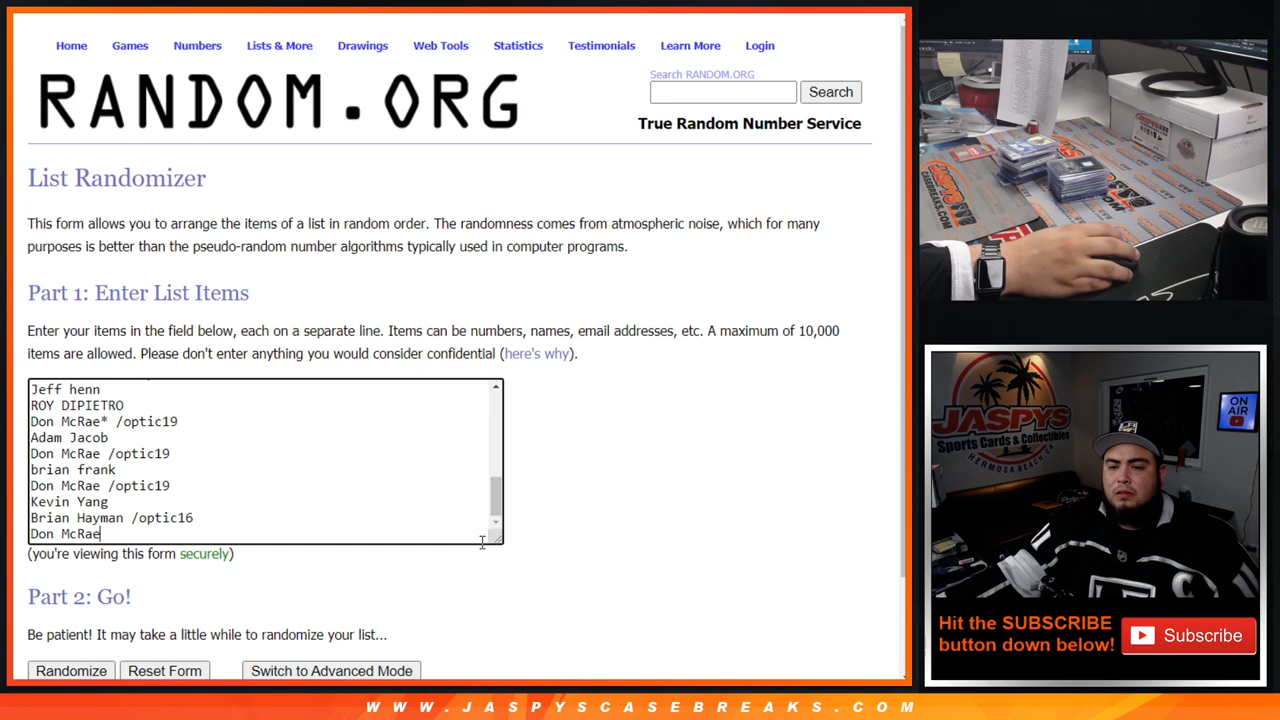 Home Games Numbers Lists & More Drawings Web Tools Statistics Testimonials Learn More Login
RANDOM.ORG
Search RANDOM.ORG
Search
True Random Number Service
List Randomizer
This form allows you to arrange the items of a list in random order. The randomness comes from atmospheric noise, which for many
purposes is better than the pseudo-random number algorithms typically used in computer programs.
Part 1: Enter List Items
Enter your items in the field below, each on a separate line. Items can be numbers, names, email addresses, etc. A maximum of 10,000
items are allowed. Please don't enter anything you would consider confidential (here's why).
Jeff henn
ROY DIPIETRO
Don McRae* /optic19
Adam Jacob
Don McRae /optic19
brian frank
Don McRae /optic19
Kevin Yang
Brian Hayman /optic16
Don McRae
(you're viewing this form securely)
Part 2: Go!
Be patient! It may take a little while to randomize your list...
Randomize Reset Form Switch to Advanced Mode
JASPYS
CASEBREAKS.COM
JASPYS
Sports Cards & Collectibles
HERMOSA BEACH, CA
ON
AIR
Hit the SUBSCRIBE
button down below!
Subscribe
WWW.JASPYSCASEBREAKS.COM